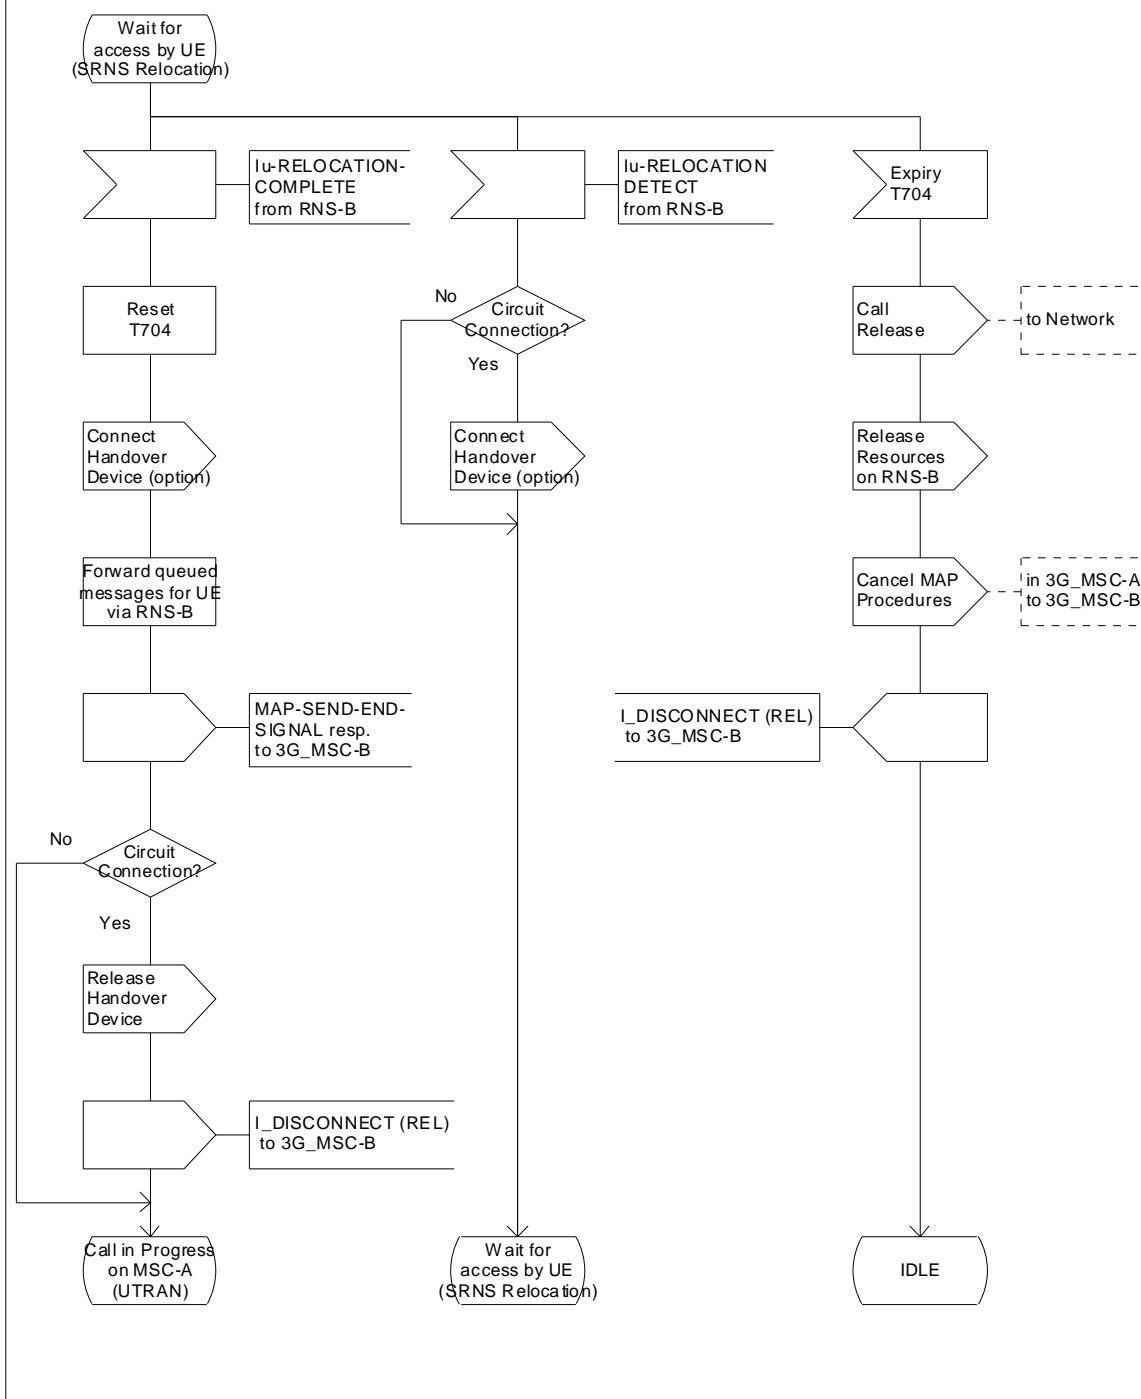 Wait for
access by UE
(SRNS Relocation)
Iu-RELOCATION-
COMPLETE
from RNS-B
Iu-RELOCATION
DETECT
from RNS-B
Expiry
T704
Reset
T704
No
Circuit
Connection?
Yes
Call
Release
to Network
Connect
Handover
Device (option)
Connect
Handover
Device (option)
Release
Resources
on RNS-B
Forward queued
messages for UE
via RNS-B
Cancel MAP
Procedures
in 3G_MSC-A
to 3G_MSC-B
MAP-SEND-END-
SIGNAL resp.
to 3G_MSC-B
I_DISCONNECT (REL)
to 3G_MSC-B
No
Circuit
Connection?
Yes
Release
Handover
Device
I_DISCONNECT (REL)
to 3G_MSC-B
Call in Progress
on MSC-A
(UTRAN)
Wait for
access by UE
(SRNS Relocation)
IDLE